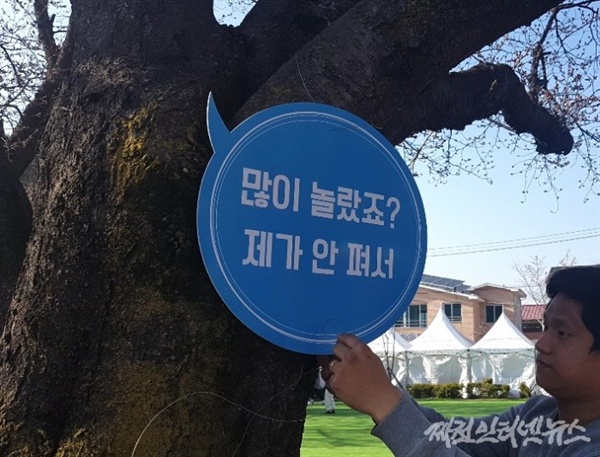 많이 놀랐죠?
제가 안 펴서
제천인터넷뉴스